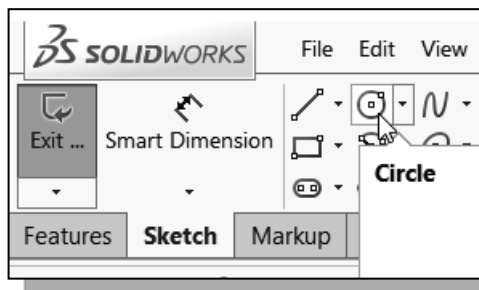 SOLIDWORKS File Edit View
Exit ... Smart Dimension
Circle
Features Sketch Markup